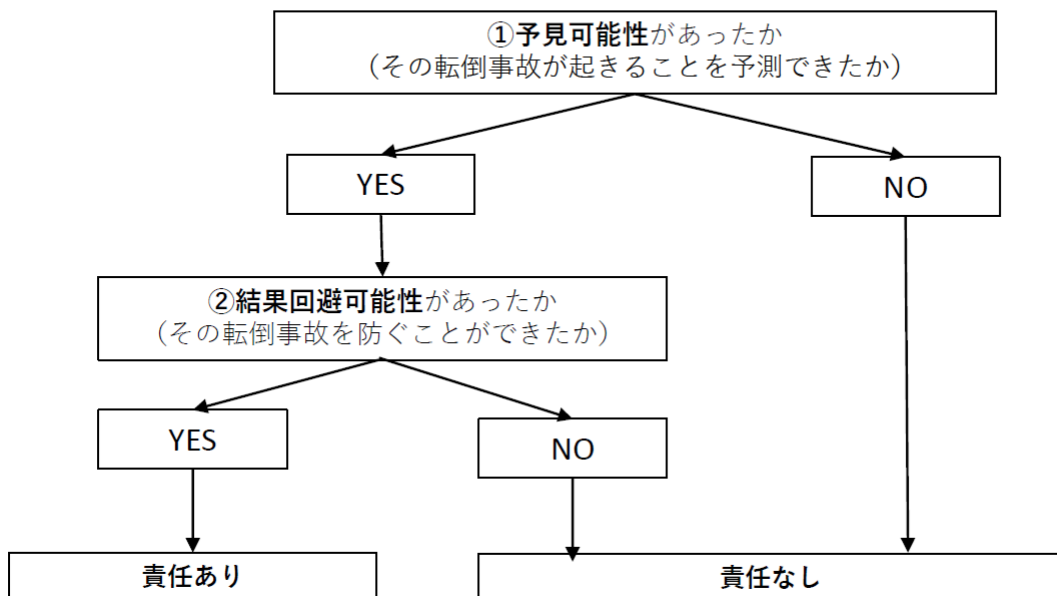 ①予見可能性があったか
（その転倒事故が起きることを予測できたか）
YES
NO
②結果回避可能性があったか
（その転倒事故を防ぐことができたか）
YES
NO
責任あり
責任なし